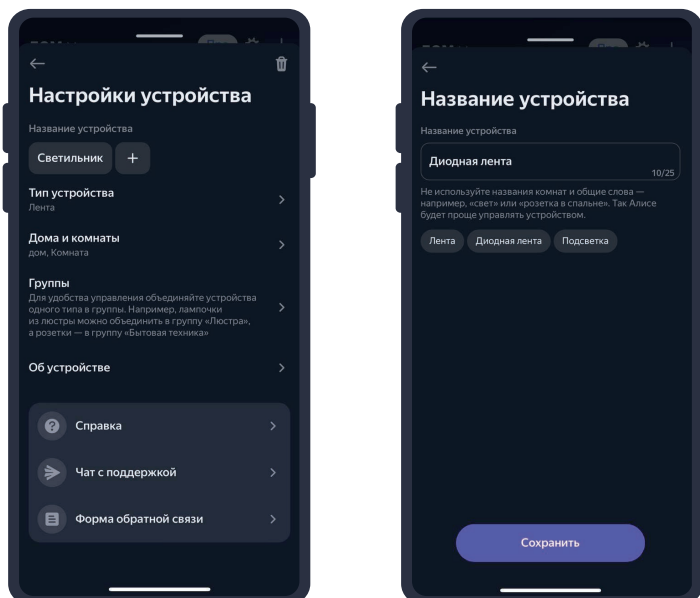 Настройки устройства
Название устройства
Светильник +
Тип устройства
Лента
Дома и комнаты
дом, Комната
Группы
Для удобства управления объединяйте устройства
одного типа в группы. Например, лампочки
из люстры можно объединить в группу «Люстра»,
а розетки — в группу «Бытовая техника»
Об устройстве
Справка
Чат с поддержкой
Форма обратной связи
Название устройства
Название устройства
Диодная лента
10/25
Не используйте названия комнат и общие слова —
например, «свет» или «розетка в спальне». Так Алисе
будет проще управлять устройством.
Лента Диодная лента Подсветка
Сохранить